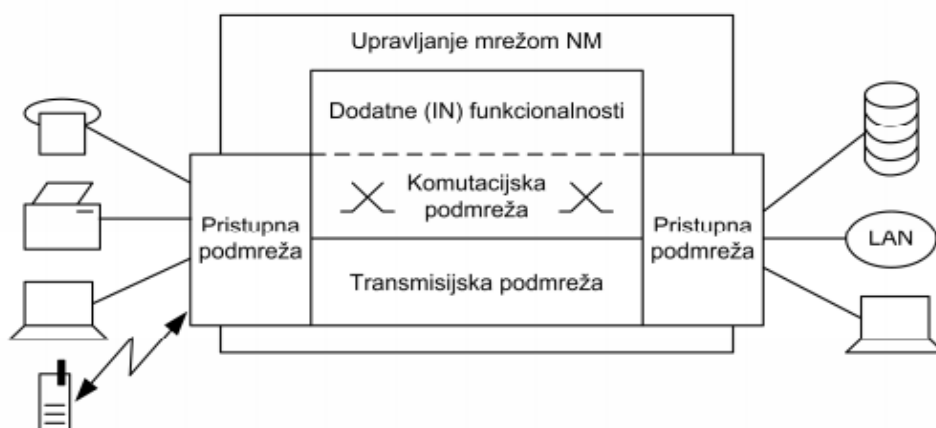 Upravljanje mrežom NM
Dodatne (IN) funkcionalnosti
Komutacijska
podmreža
Pristupna
podmreža
Transmisijska podmreža
Pristupna
podmreža
LAN